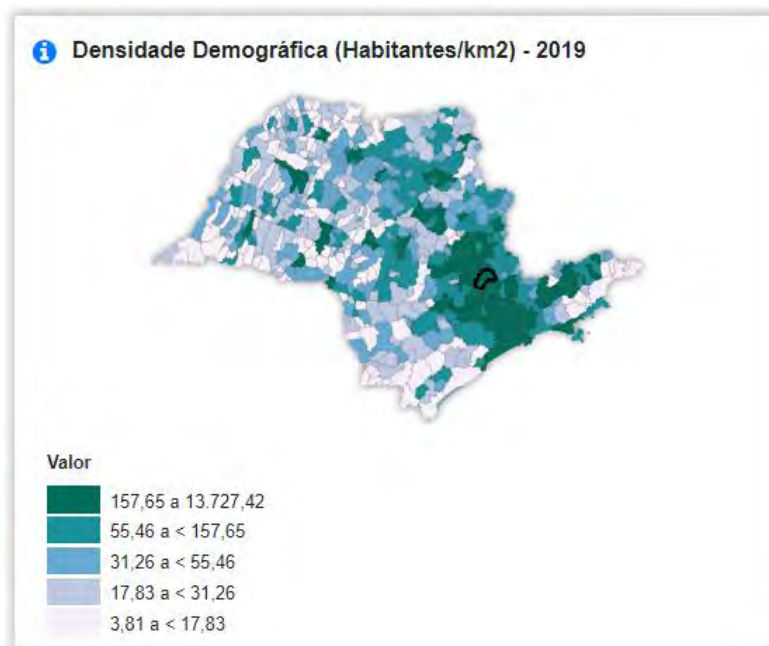 Densidade Demográfica (Habitantes/km2) - 2019
Valor
157,65 a 13.727,42
55,46 a < 157,65
31,26 a < 55,46
17,83 a < 31,26
3,81 a < 17,83